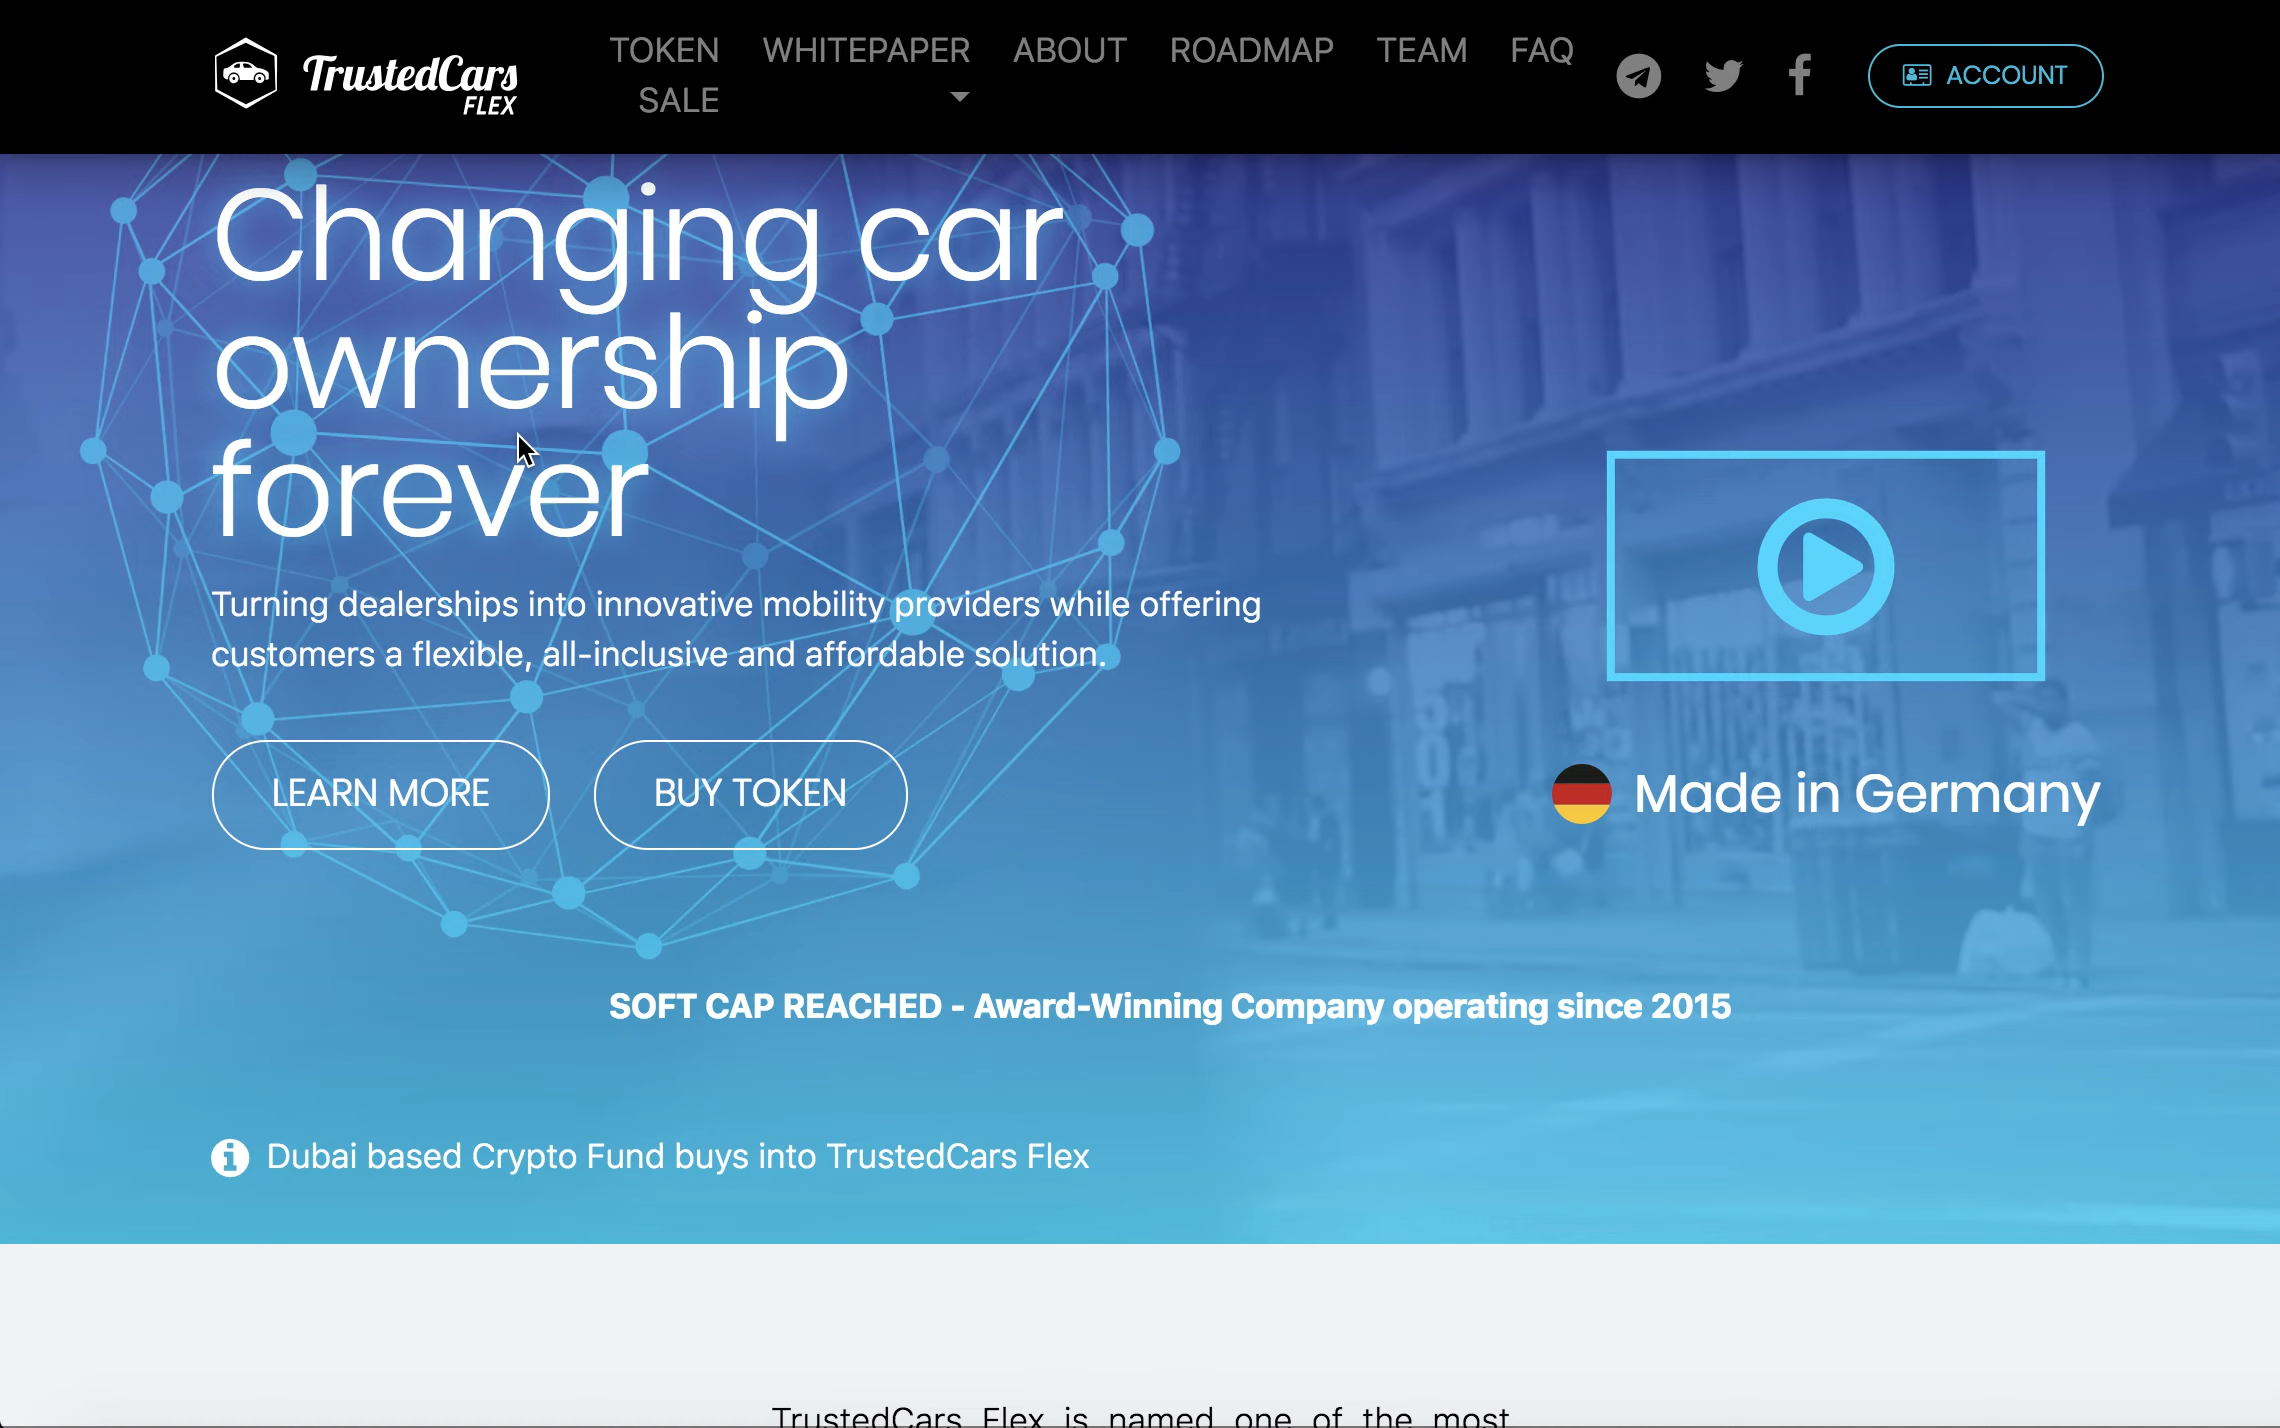 TrustedCars
FLEX
TOKEN SALE
WHITEPAPER
ABOUT
ROADMAP
TEAM
FAQ
ACCOUNT
Changing car
ownership
forever
Turning dealerships into innovative mobility providers while offering
customers a flexible, all-inclusive and affordable solution.
LEARN MORE
BUY TOKEN
Made in Germany
SOFT CAP REACHED - Award-Winning Company operating since 2015
Dubai based Crypto Fund buys into TrustedCars Flex
TrustedCars Flex is named one of the most